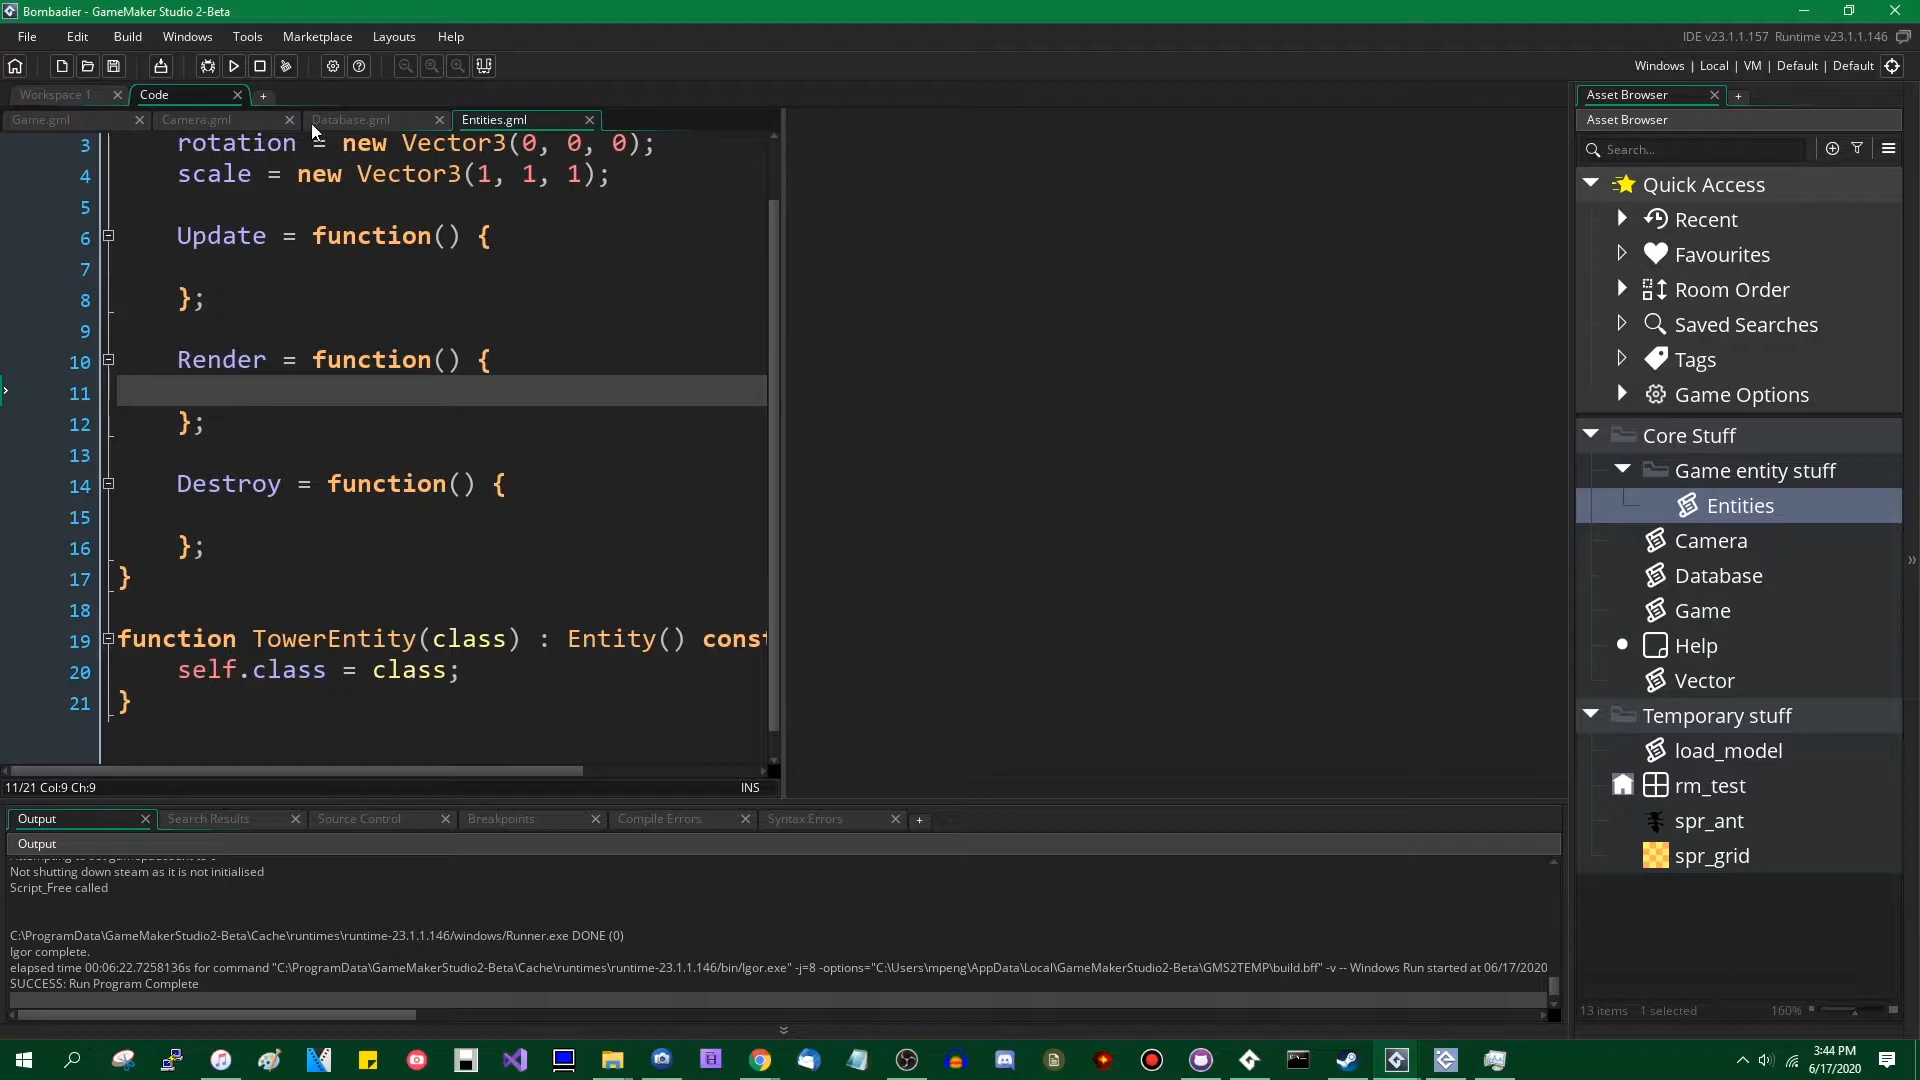 Bombadier - GameMaker Studio 2-Beta
File Edit Build Windows Tools Marketplace Layouts Help
IDE v23.1.1.157 Runtime v23.1.1.146
Windows | Local | VM | Default | Default
Workspace 1
Code
Game.gml
Camera.gml
Database.gml
Entities.gml
3 rotation = new Vector3(0, 0, 0);
4 scale = new Vector3(1, 1, 1);
5
6 Update = function() {
7
8 };
9
10 Render = function() {
11
12 };
13
14 Destroy = function() {
15
16 };
17 }
18
19 function TowerEntity(class) : Entity() const
20 self.class = class;
21 }
11/21 Col:9 Ch:9
INS
Output
Search Results
Source Control
Breakpoints
Compile Errors
Syntax Errors
Output
Not shutting down steam as it is not initialised
Script_Free called
C:\ProgramData\GameMakerStudio2-Beta\Cache\runtimes\runtime-23.1.1.146/windows/Runner.exe DONE (0)
Igor complete.
elapsed time 00:06:22.7258136s for command "C:\ProgramData\GameMakerStudio2-Beta\Cache\runtimes\runtime-23.1.1.146/bin/Igor.exe" -j=8 -options="C:\Users\mpeng\AppData\Local\GameMakerStudio2-Beta\GMS2TEMP\build.bff" -v -- Windows Run started at 06/17/2020
SUCCESS: Run Program Complete
Asset Browser
Asset Browser
Search...
Quick Access
Recent
Favourites
Room Order
Saved Searches
Tags
Game Options
Core Stuff
Game entity stuff
Entities
Camera
Database
Game
Help
Vector
Temporary stuff
load_model
rm_test
spr_ant
spr_grid
13 items 1 selected
160%
3:44 PM
6/17/2020